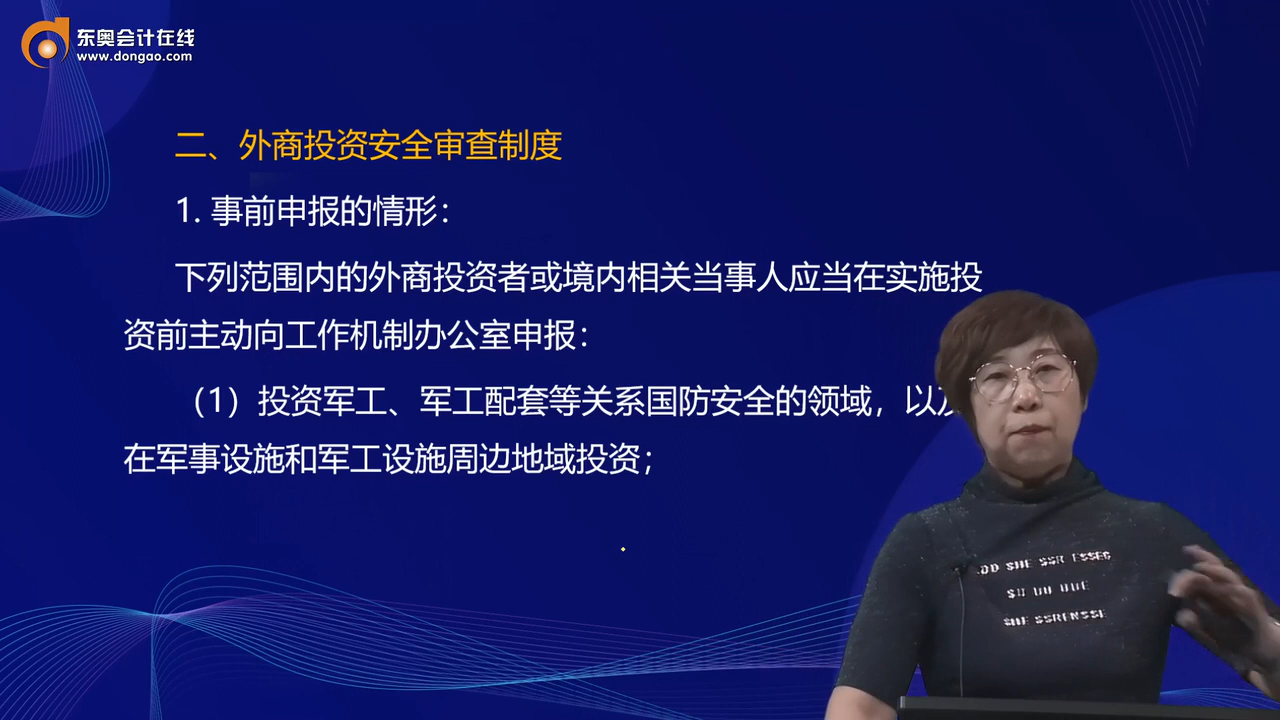 东奥会计在线
www.dongao.com
二、外商投资安全审查制度
1. 事前申报的情形：
下列范围内的外商投资者或境内相关当事人应当在实施投
资前主动向工作机制办公室申报：
（1）投资军工、军工配套等关系国防安全的领域，以及
在军事设施和军工设施周边地域投资；